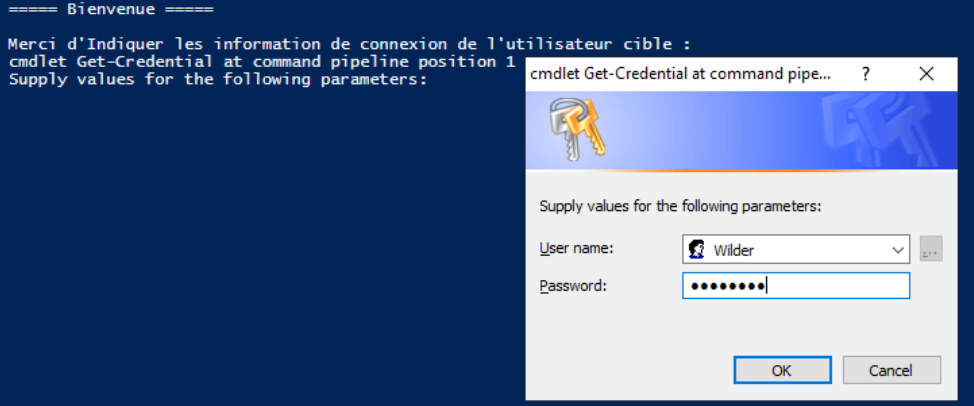 ===== Bienvenue =====
Merci d'Indiquer les information de connexion de l'utilisateur cible :
cmdlet Get-Credential at command pipeline position 1
Supply values for the following parameters:
cmdlet Get-Credential at command pipe... ?
Supply values for the following parameters:
User name: Wilder ...
Password: ••••••••
OK Cancel